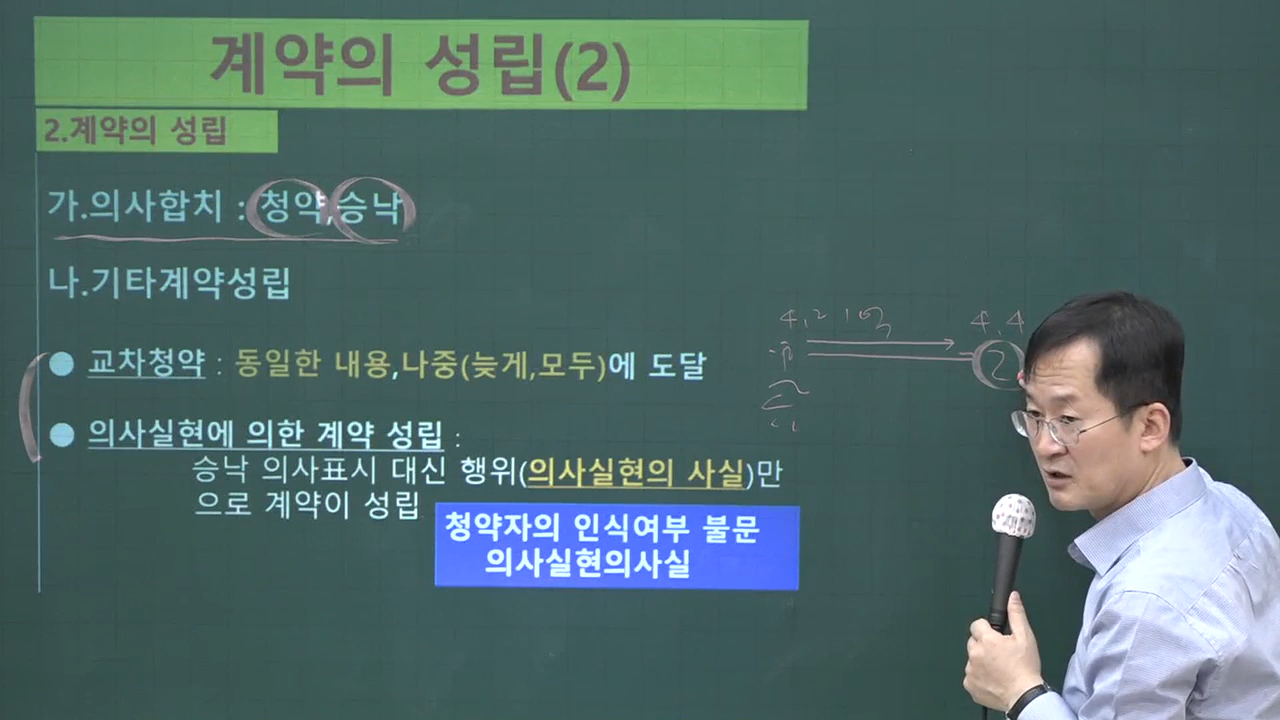 계약의 성립(2)
2.계약의 성립
가.의사합치 : 청약,승낙
나.기타계약성립
● 교차청약 : 동일한 내용,나중(늦게,모두)에 도달
● 의사실현에 의한 계약 성립 :
승낙 의사표시 대신 행위(의사실현의 사실)만
으로 계약이 성립
청약자의 인식여부 불문
의사실현의사실
4.2 1억
4.4